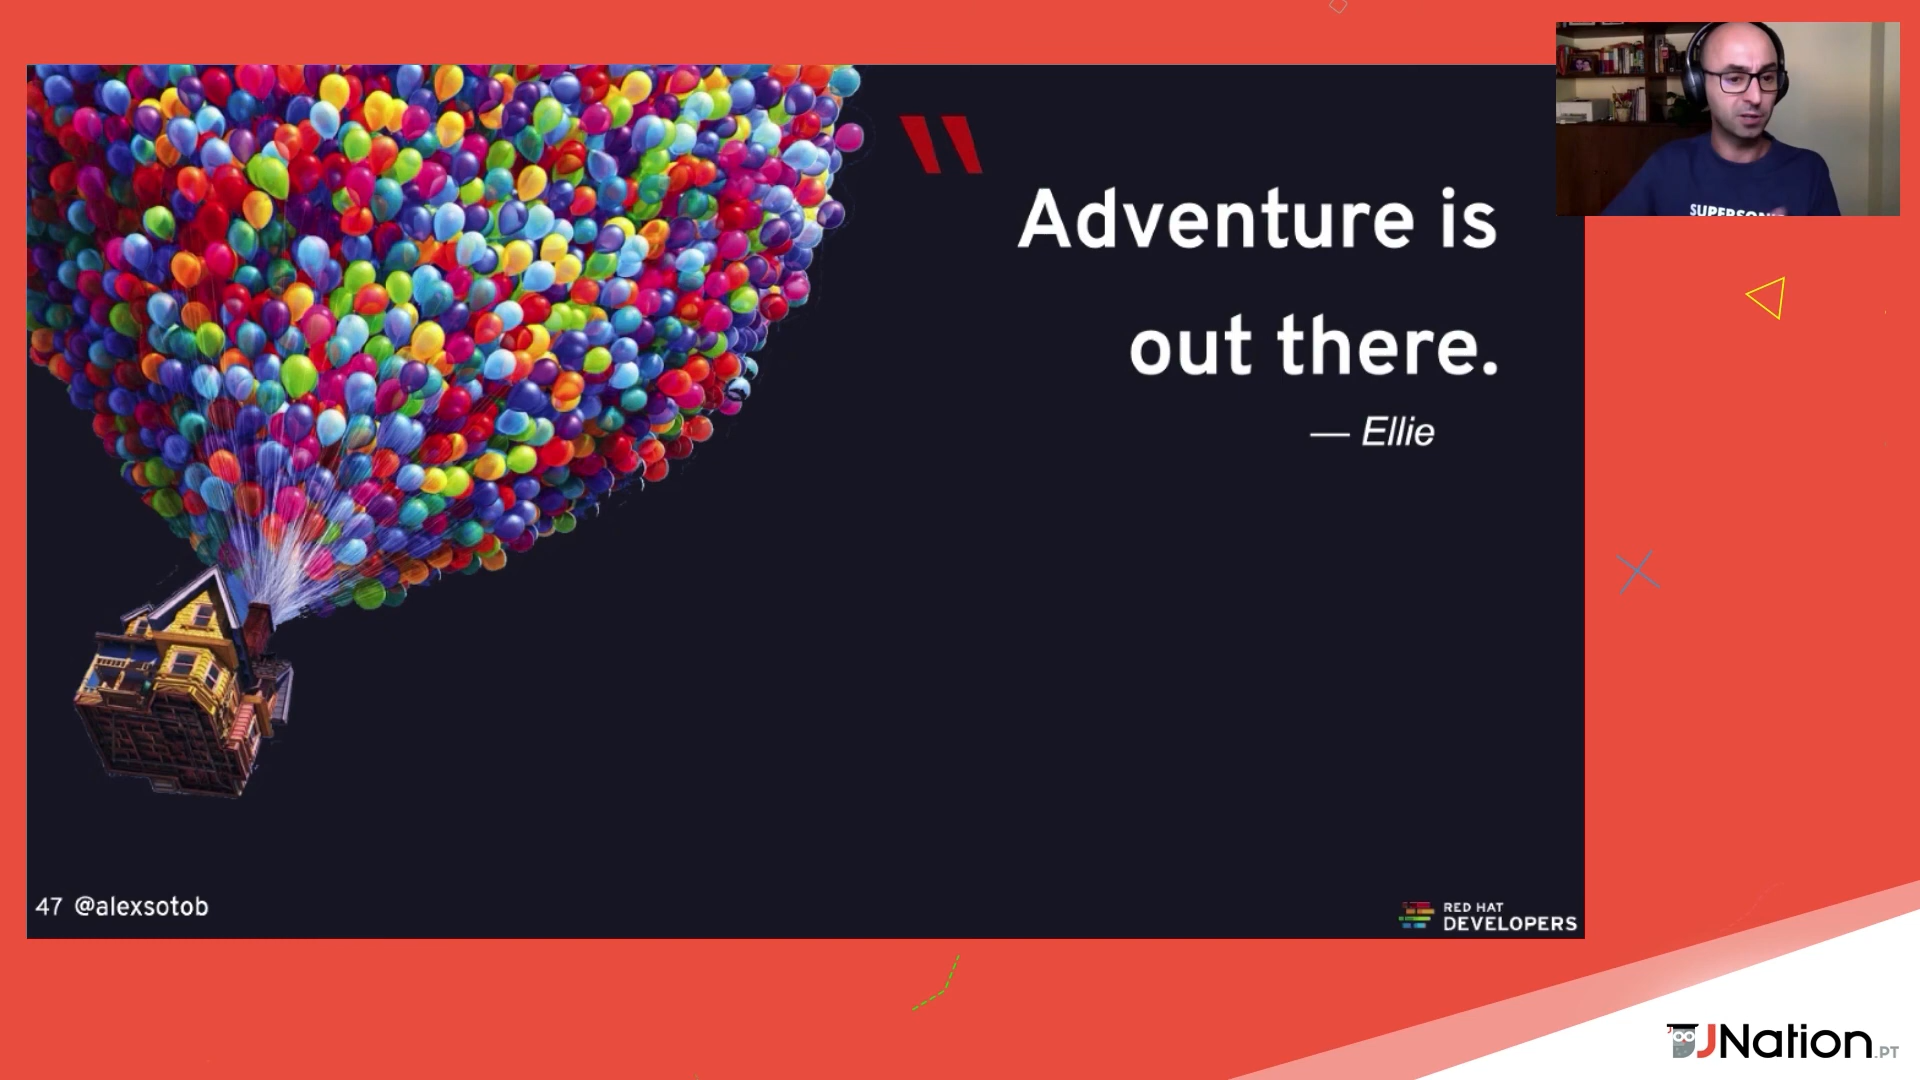 "
Adventure is
out there.
— Ellie
47 @alexsotob
RED HAT
DEVELOPERS
JNation.PT